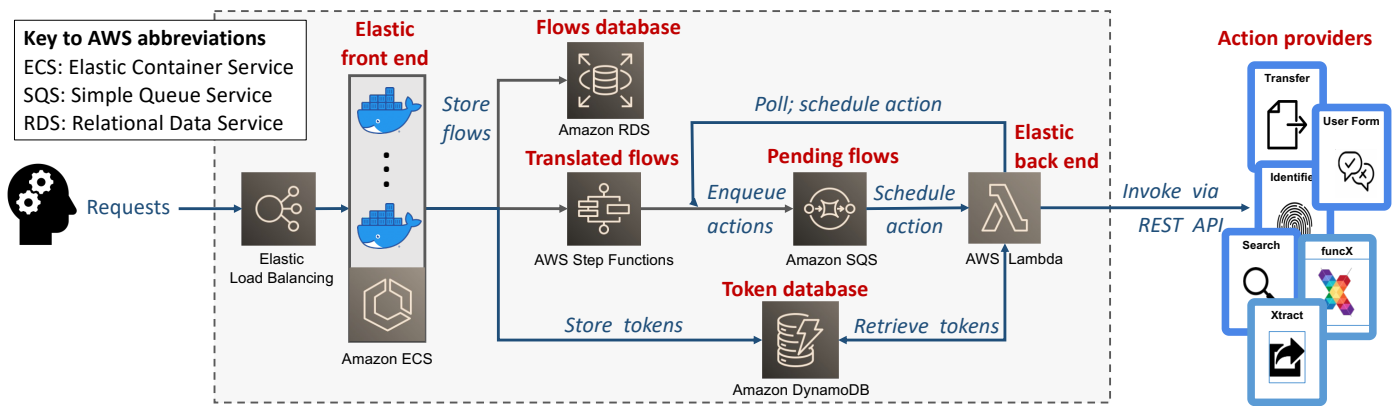 Key to AWS abbreviations
ECS: Elastic Container Service
SQS: Simple Queue Service
RDS: Relational Data Service
Requests
Elastic
Load Balancing
Elastic
front end
Amazon ECS
Store
flows
Flows database
Amazon RDS
Translated flows
AWS Step Functions
Poll; schedule action
Enqueue
actions
Pending flows
Amazon SQS
Schedule
action
Elastic
back end
AWS Lambda
Token database
Store tokens
Amazon DynamoDB
Retrieve tokens
Invoke via
REST API
Action providers
Transfer
User Form
Identifie
Search
funcX
Xtract